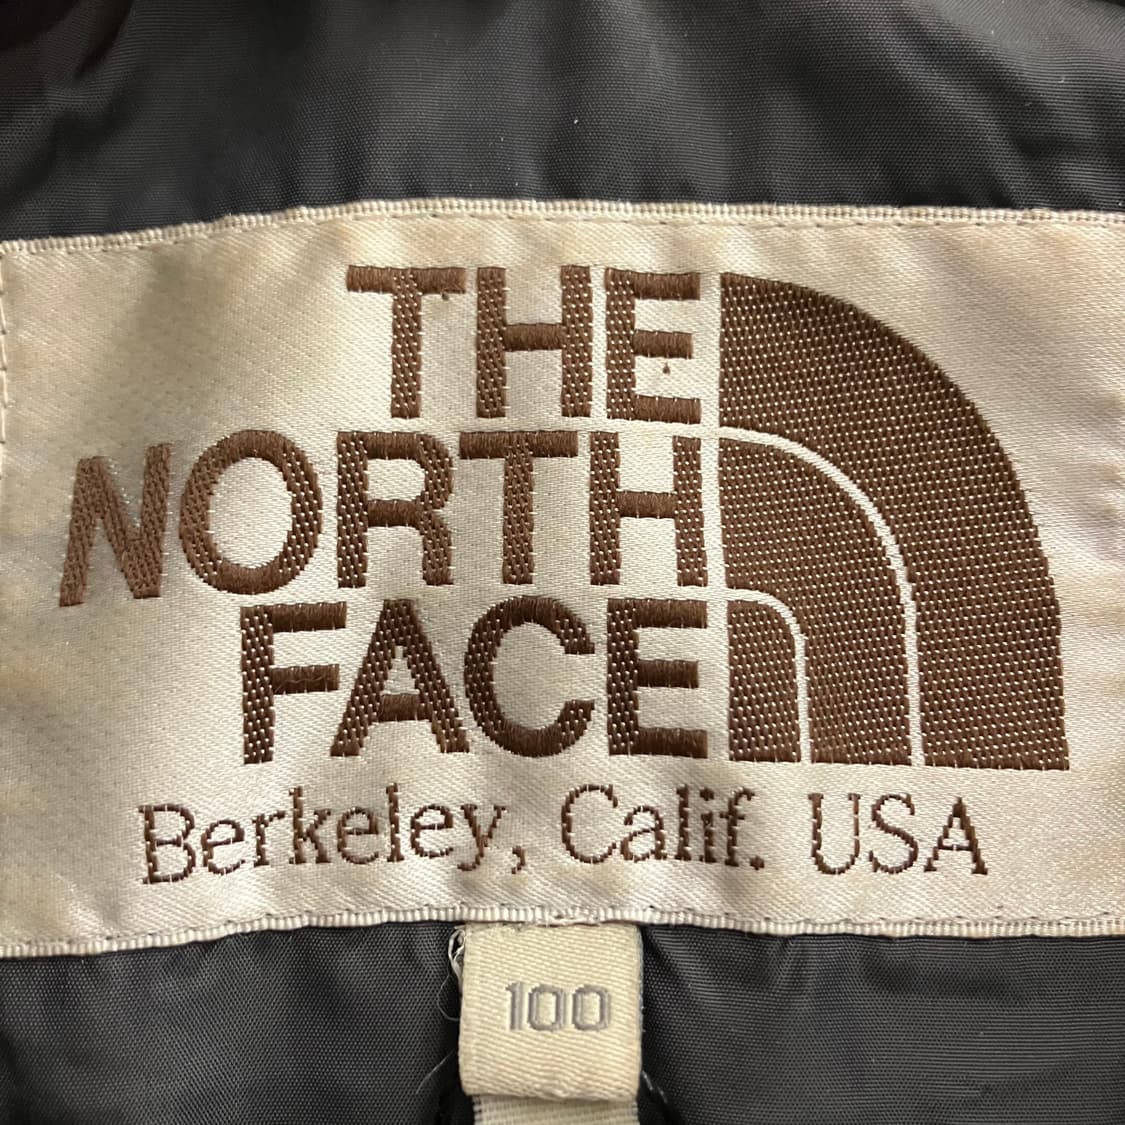 THE
NORTH
FACE
Berkeley, Calif. USA
100